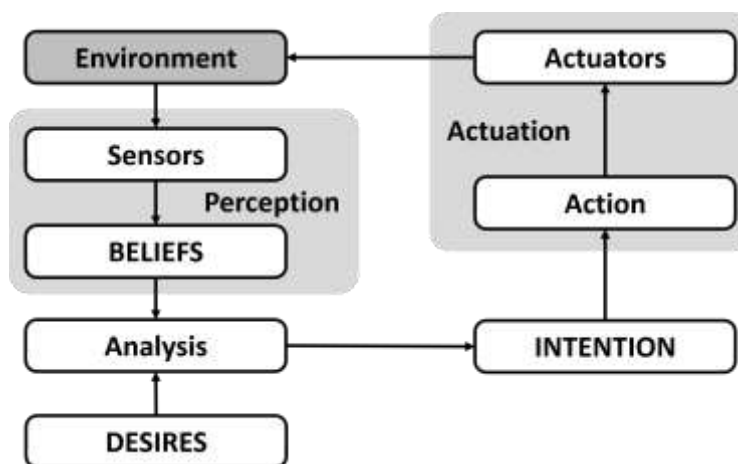 Environment
Actuators
Actuation
Sensors
Perception
Action
BELIEFS
Analysis
INTENTION
DESIRES